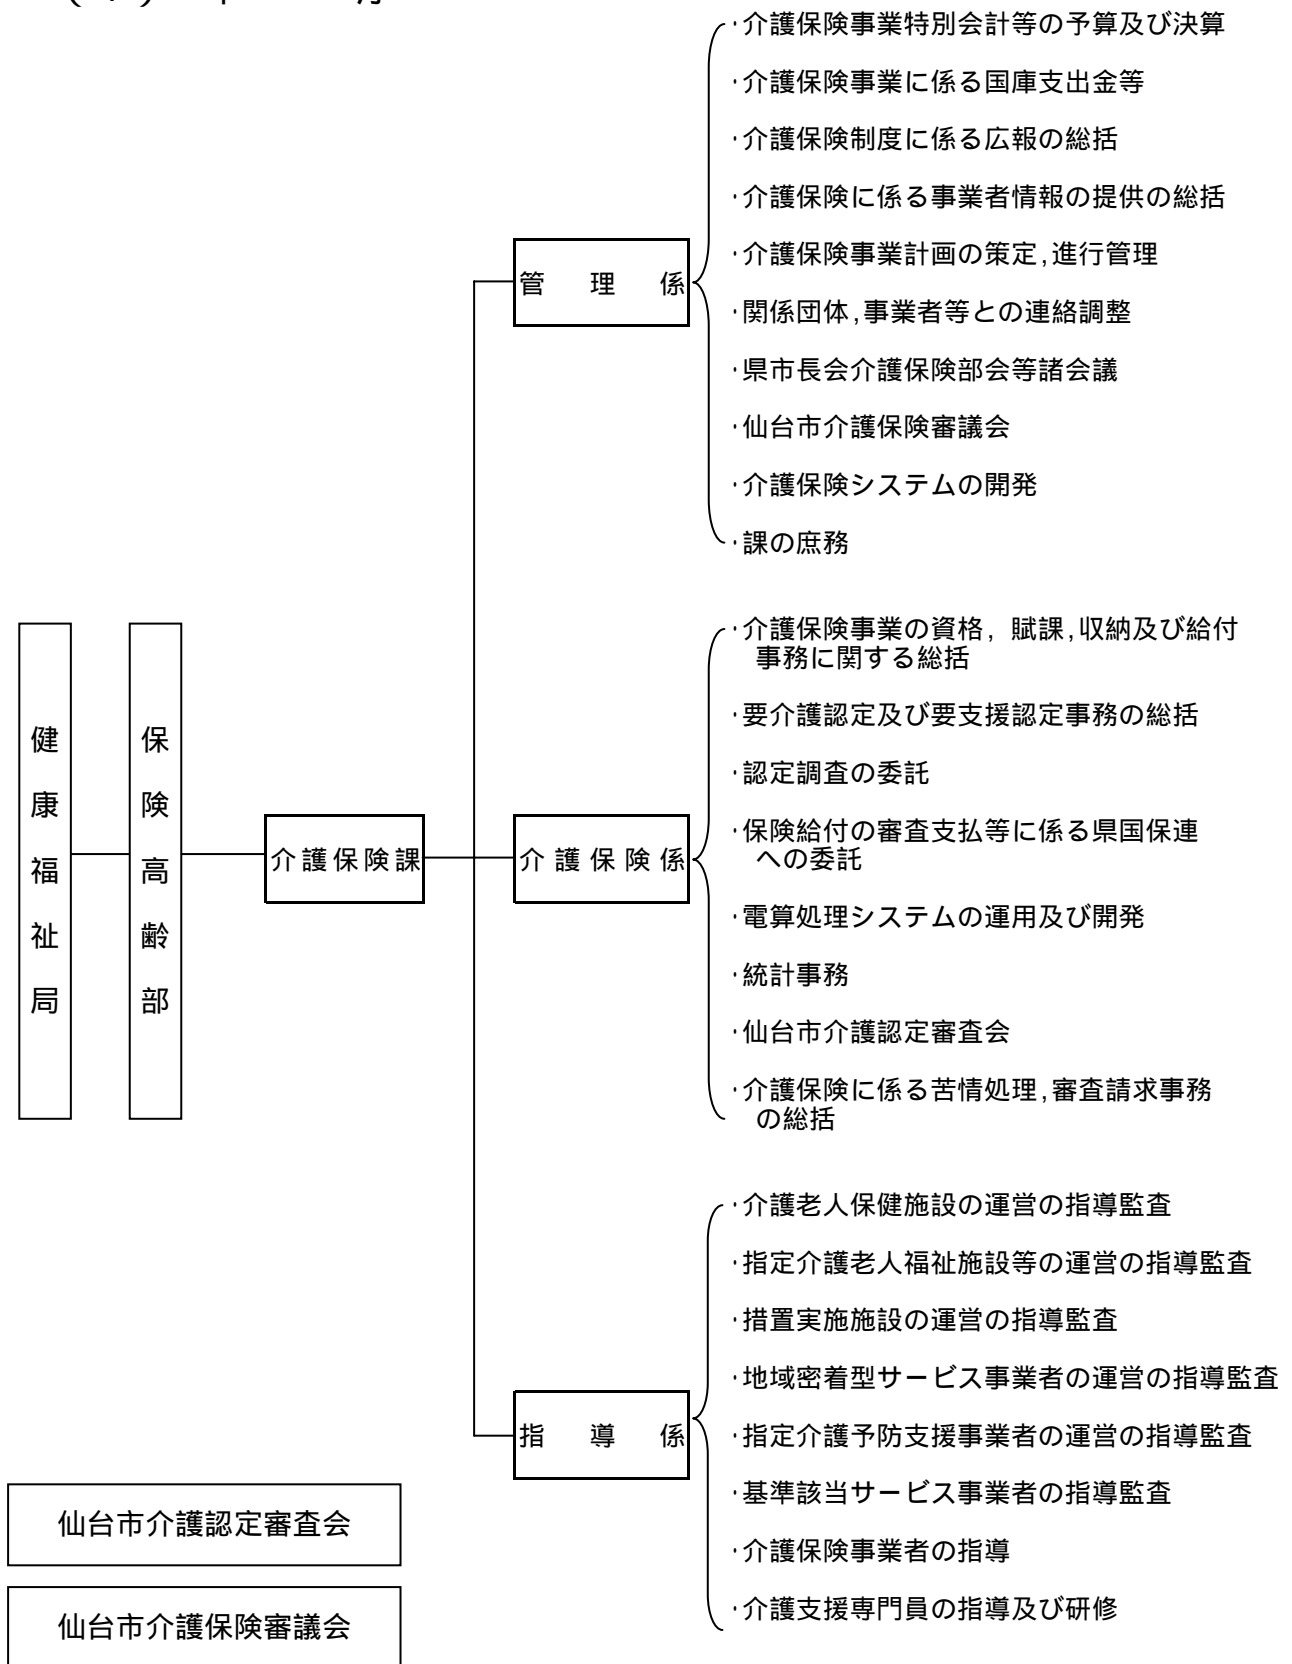 ・介護保険事業特別会計等の予算及び決算
・介護保険事業に係る国庫支出金等
・介護保険制度に係る広報の総括
・介護保険に係る事業者情報の提供の総括
・介護保険事業計画の策定,進行管理
・関係団体,事業者等との連絡調整
・県市長会介護保険部会等諸会議
・仙台市介護保険審議会
・介護保険システムの開発
・課の庶務
管理係
健康福祉局
保険高齢部
介護保険課
介護保険係
・介護保険事業の資格, 賦課,収納及び給付
事務に関する総括
・要介護認定及び要支援認定事務の総括
・認定調査の委託
・保険給付の審査支払等に係る県国保連
への委託
・電算処理システムの運用及び開発
・統計事務
・仙台市介護認定審査会
・介護保険に係る苦情処理,審査請求事務
の総括
指導係
・介護老人保健施設の運営の指導監査
・指定介護老人福祉施設等の運営の指導監査
・措置実施施設の運営の指導監査
・地域密着型サービス事業者の運営の指導監査
・指定介護予防支援事業者の運営の指導監査
・基準該当サービス事業者の指導監査
・介護保険事業者の指導
・介護支援専門員の指導及び研修
仙台市介護認定審査会
仙台市介護保険審議会